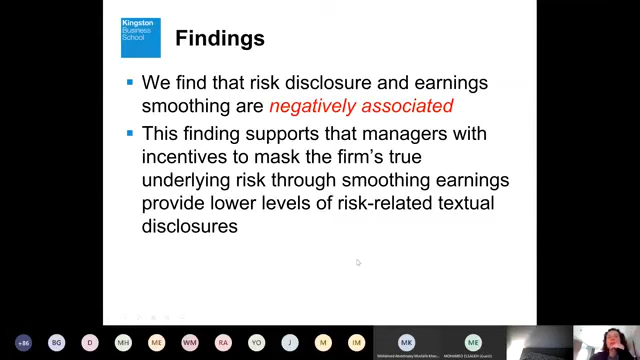 Kingston
Business
School
Findings
We find that risk disclosure and earnings
smoothing are negatively associated
This finding supports that managers with
incentives to mask the firm's true
underlying risk through smoothing earnings
provide lower levels of risk-related textual
disclosures
+86
BG
D
MH
ME
WM
RA
YO
J
M
IM
MK
ME